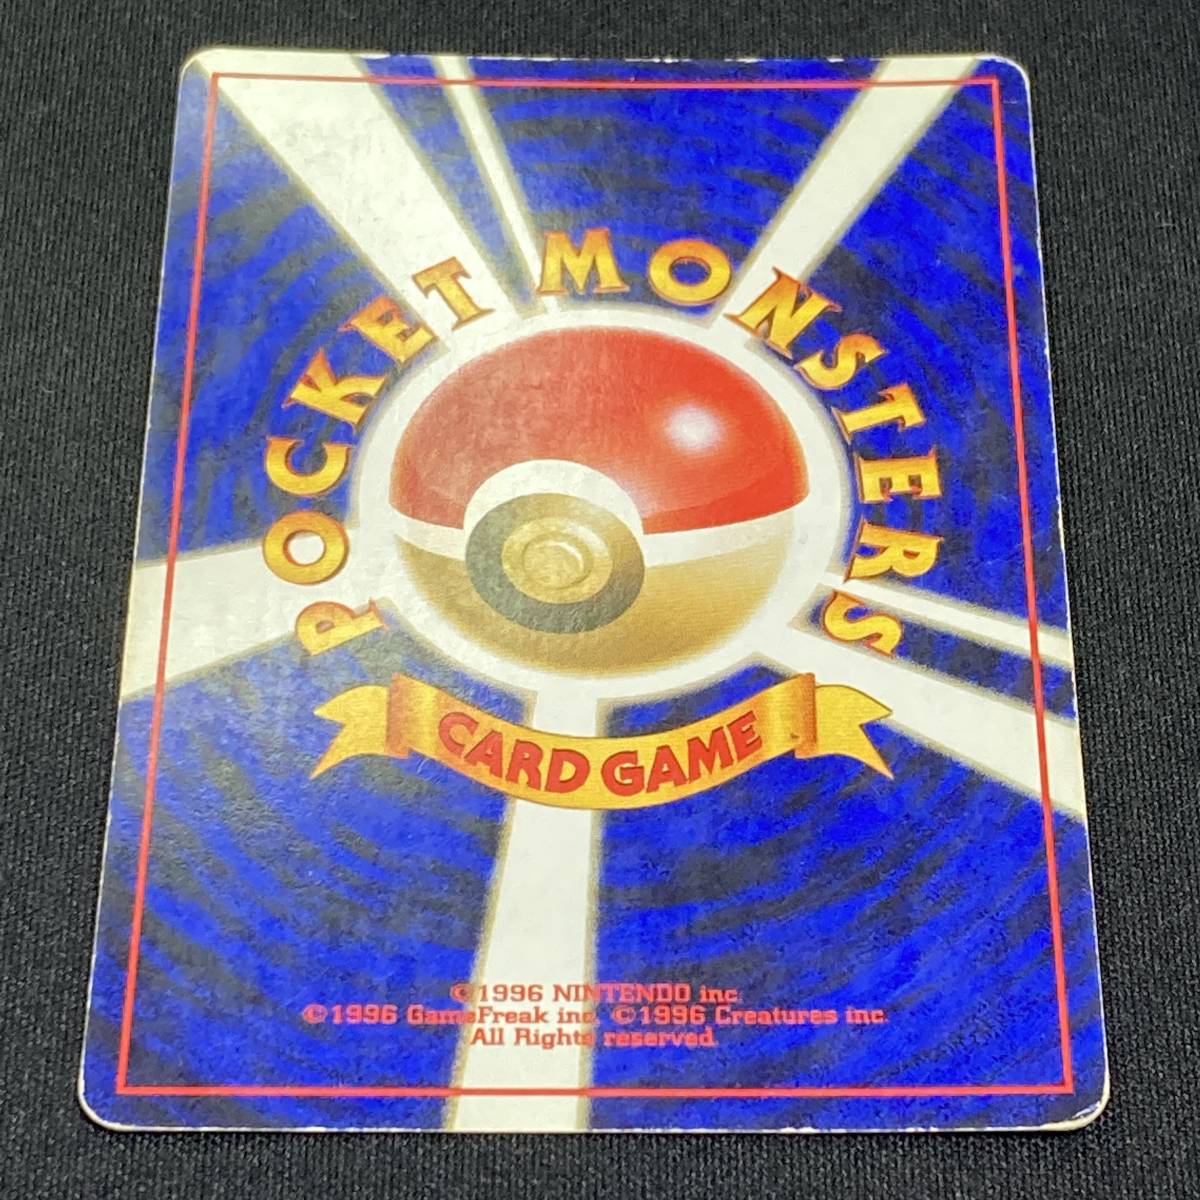 POCKET MONSTERS
CARD GAME
©1996 NINTENDO inc.
©1996 GameFreak inc. ©1996 Creatures inc.
All Rights reserved.